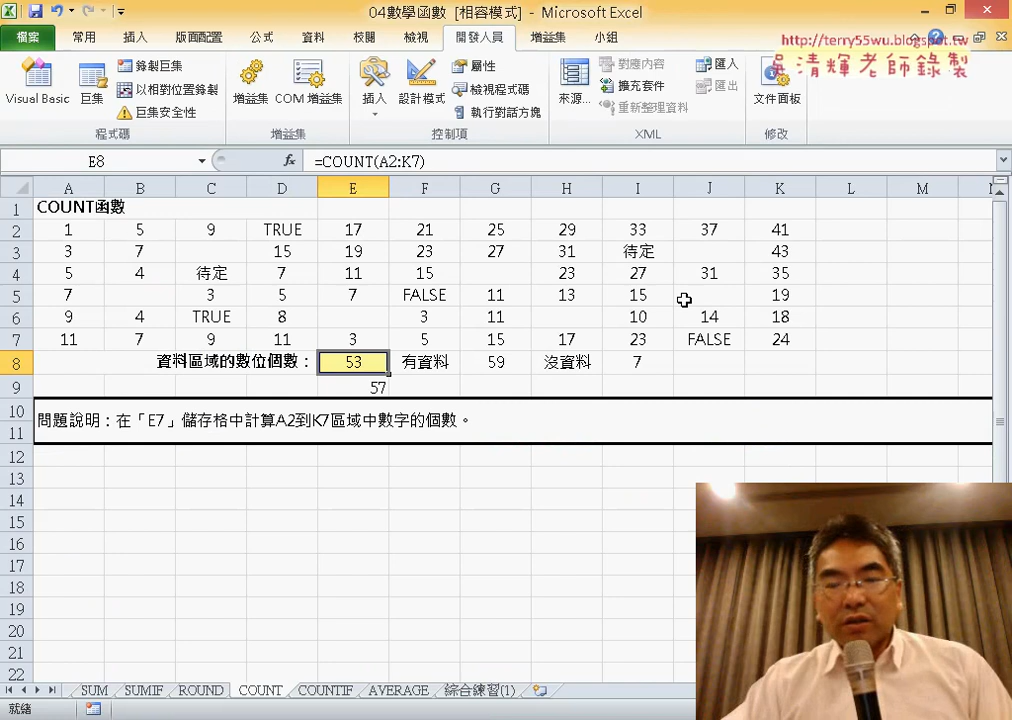 04數學函數 [相容模式] - Microsoft Excel
檔案 常用 插入 版面配置 公式 資料 校閱 檢視 開發人員 增益集 小組
http://terry55wu.blogspot.tw
吳清輝老師錄製
Visual Basic 巨集 錄製巨集 以相對位置錄製 巨集安全性 增益集 COM 增益集 插入 設計模式 屬性 檢視程式碼 執行對話方塊 來源... 對應內容 擴充套件 重新整理資料 匯入 匯出 文件面板
程式碼 增益集 控制項 XML 修改
E8 fx =COUNT(A2:K7)
A B C D E F G H I J K L M N
1 COUNT函數
2 1 5 9 TRUE 17 21 25 29 33 37 41
3 3 7 15 19 23 27 31 待定 43
4 5 4 待定 7 11 15 23 27 31 35
5 7 3 5 7 FALSE 11 13 15 19
6 9 4 TRUE 8 3 11 10 14 18
7 11 7 9 11 3 5 15 17 23 FALSE 24
8 資料區域的數位個數： 53 有資料 59 沒資料 7
9 57
10 問題說明：在「E7」儲存格中計算A2到K7區域中數字的個數。
11
12
13
14
15
16
17
18
19
20
21
22
SUM SUMIF ROUND COUNT COUNTIF AVERAGE 綜合練習(1)
就緒